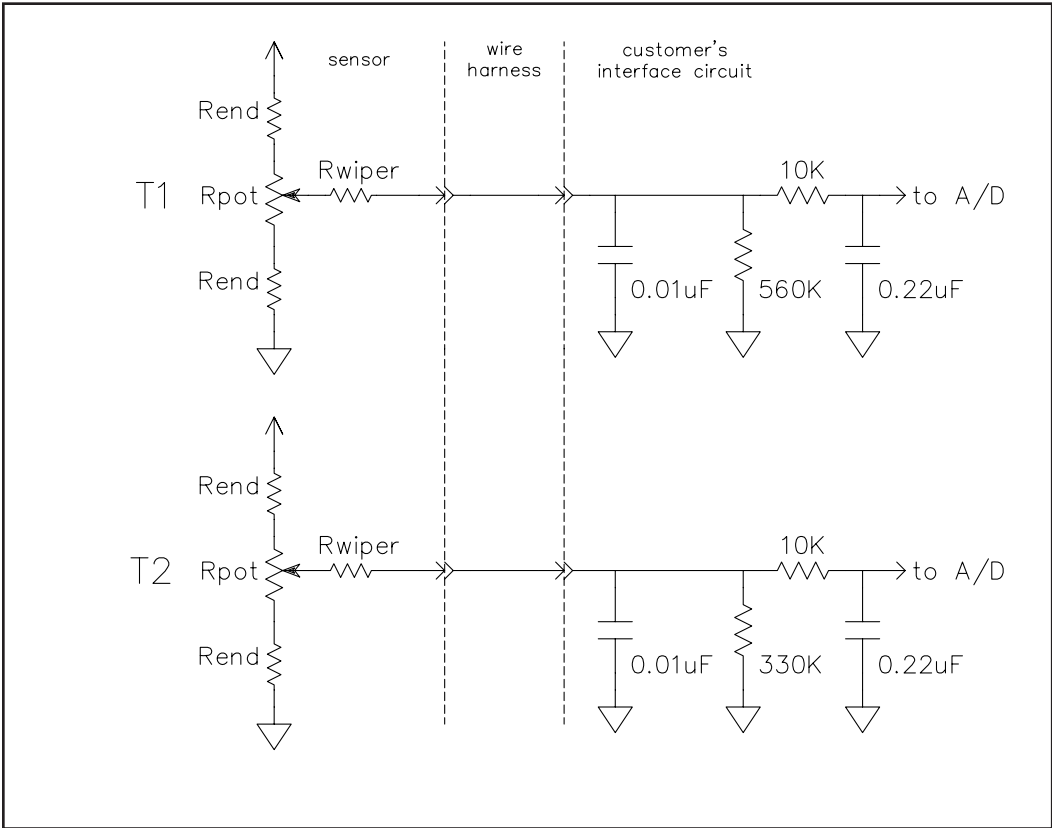 sensor
wire
harness
customer's
interface circuit
Rend
T1
Rpot
Rwiper
10K
to A/D
Rend
0.01uF
560K
0.22uF
Rend
T2
Rpot
Rwiper
10K
to A/D
Rend
0.01uF
330K
0.22uF